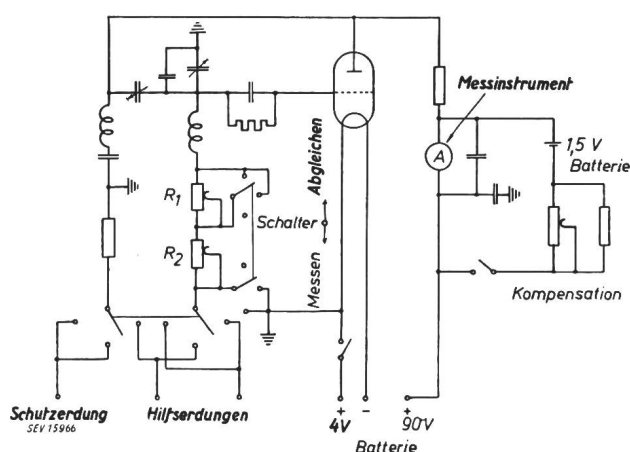 Messinstrument
A
1,5 V
Batterie
Abgleichen
Schalter
Messen
R1
R2
Kompensation
Schutzerdung
SEV 15966
Hilfserdungen
+
4V
-
+
90V
Batterie